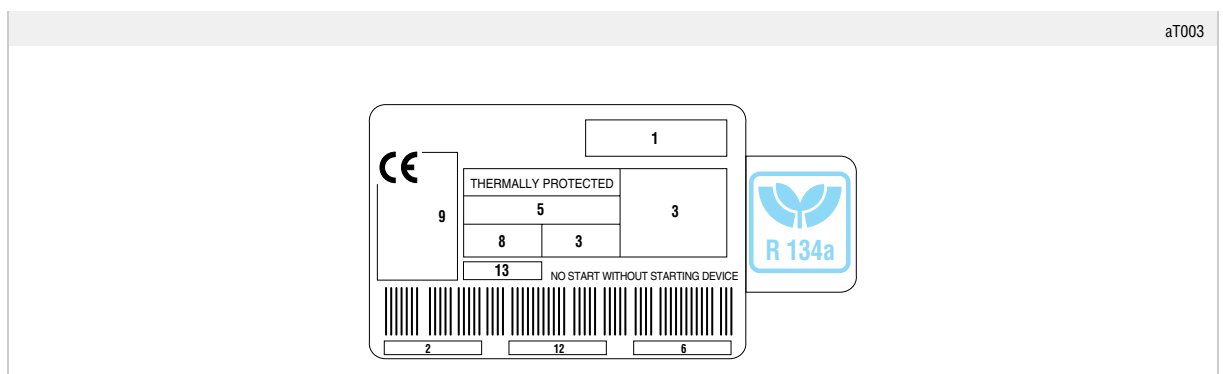 aT003
1
CE
THERMALLY PROTECTED
9
5
3
8 3
13
NO START WITHOUT STARTING DEVICE
2 12 6
R 134a